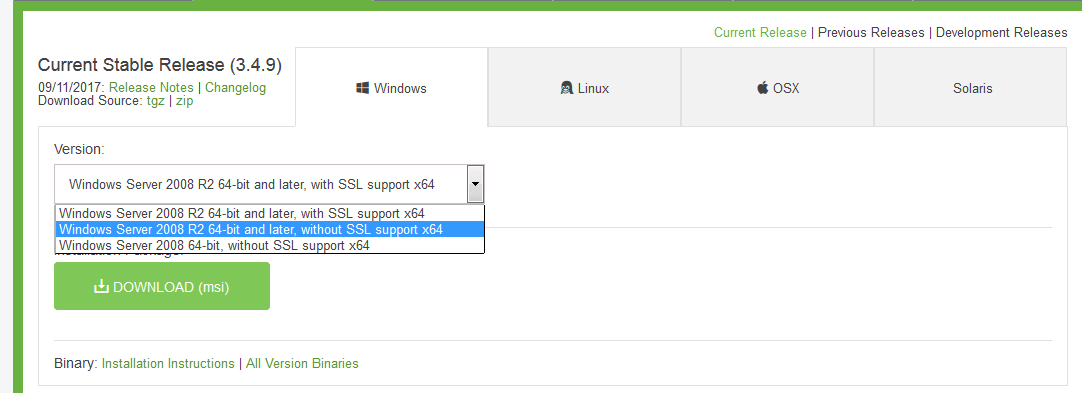 Current Release | Previous Releases | Development Releases
Current Stable Release (3.4.9)
09/11/2017: Release Notes | Changelog
Download Source: tgz | zip
Windows
Linux
OSX
Solaris
Version:
Windows Server 2008 R2 64-bit and later, with SSL support x64
Windows Server 2008 R2 64-bit and later, with SSL support x64
Windows Server 2008 R2 64-bit and later, without SSL support x64
Windows Server 2008 64-bit, without SSL support x64
Installation Package:
DOWNLOAD (msi)
Binary: Installation Instructions | All Version Binaries